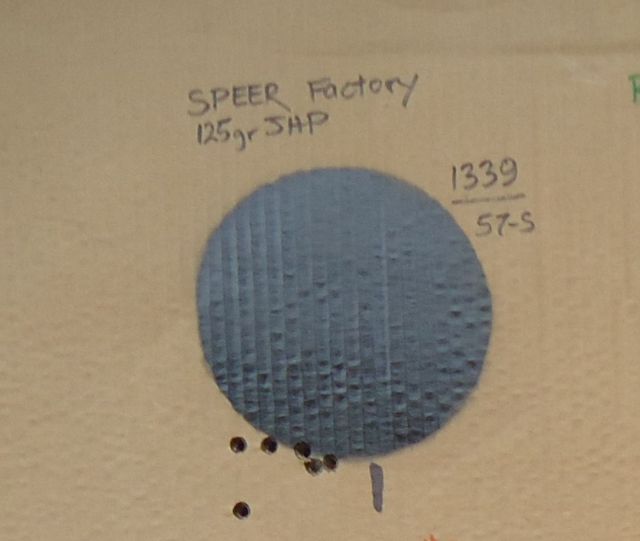 SPEER Factory
125gr JHP
1339
57-S